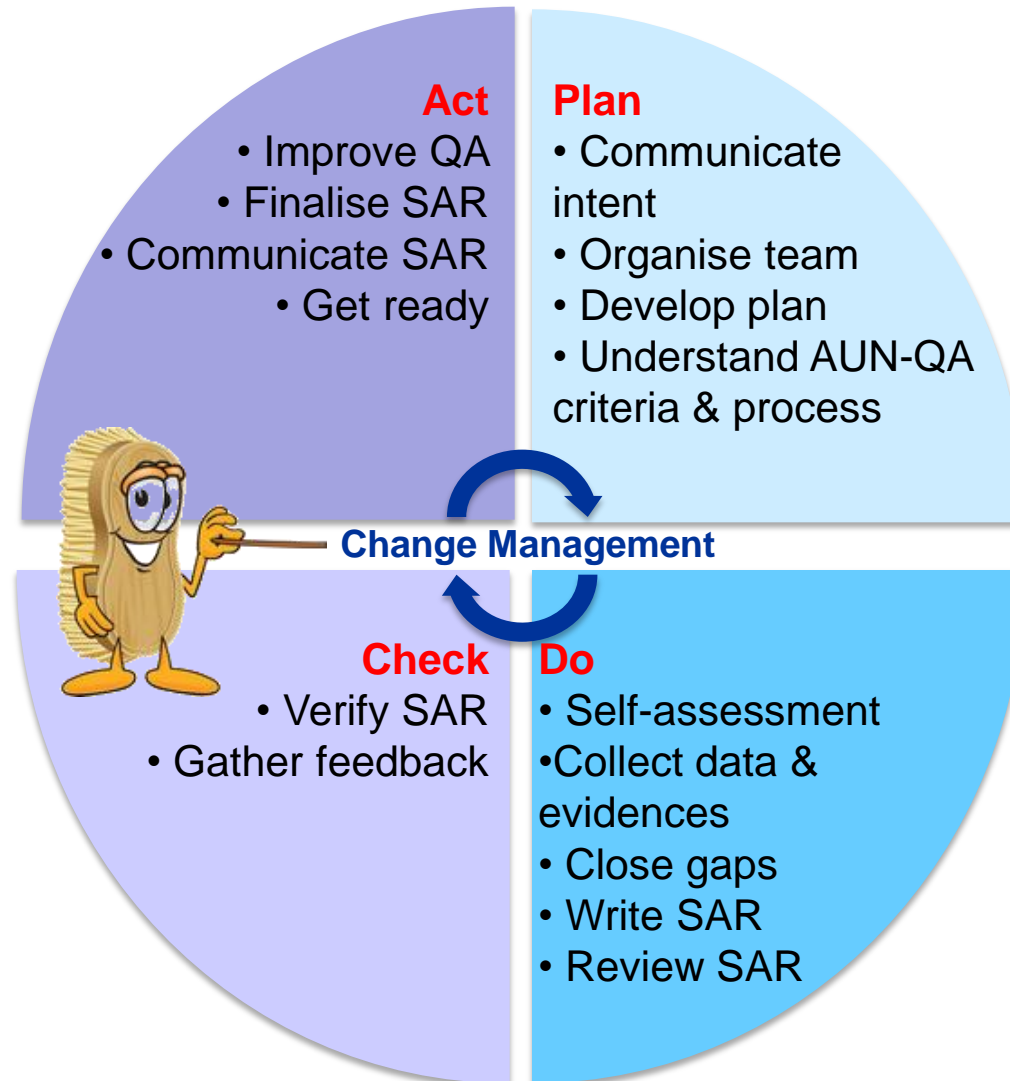 Act
• Improve QA
• Finalise SAR
• Communicate SAR
• Get ready
Plan
• Communicate
intent
• Organise team
• Develop plan
• Understand AUN-QA
criteria & process
Change Management
Check
• Verify SAR
• Gather feedback
Do
• Self-assessment
•Collect data &
evidences
• Close gaps
• Write SAR
• Review SAR